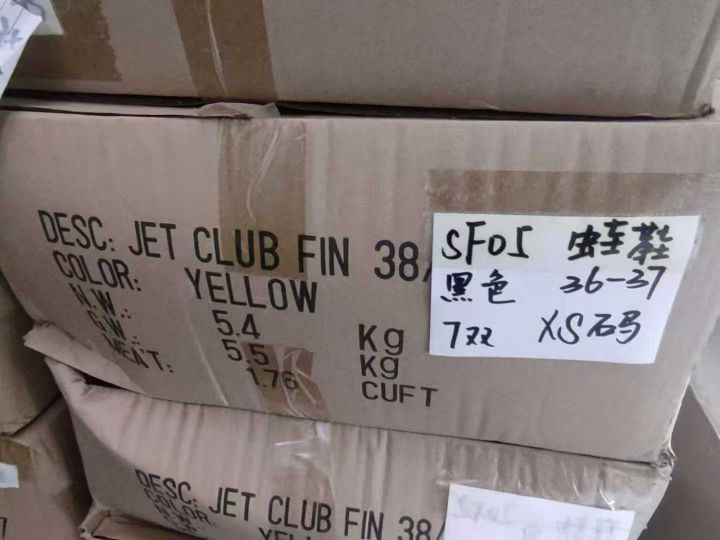 DESC: JET CLUB FIN 38/
COLOR: YELLOW
N.W.: 5.4 Kg
G.W.: 5.5 Kg
1.76 CUFT
SF05 蛙鞋
黑色 36-37
7双 XS码
DESC: JET CLUB FIN 38/
COLOR: